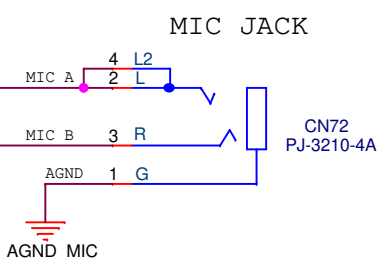 MIC JACK
4 L2
MIC A 2 L
MIC B 3 R
CN72
PJ-3210-4A
AGND 1 G
AGND MIC